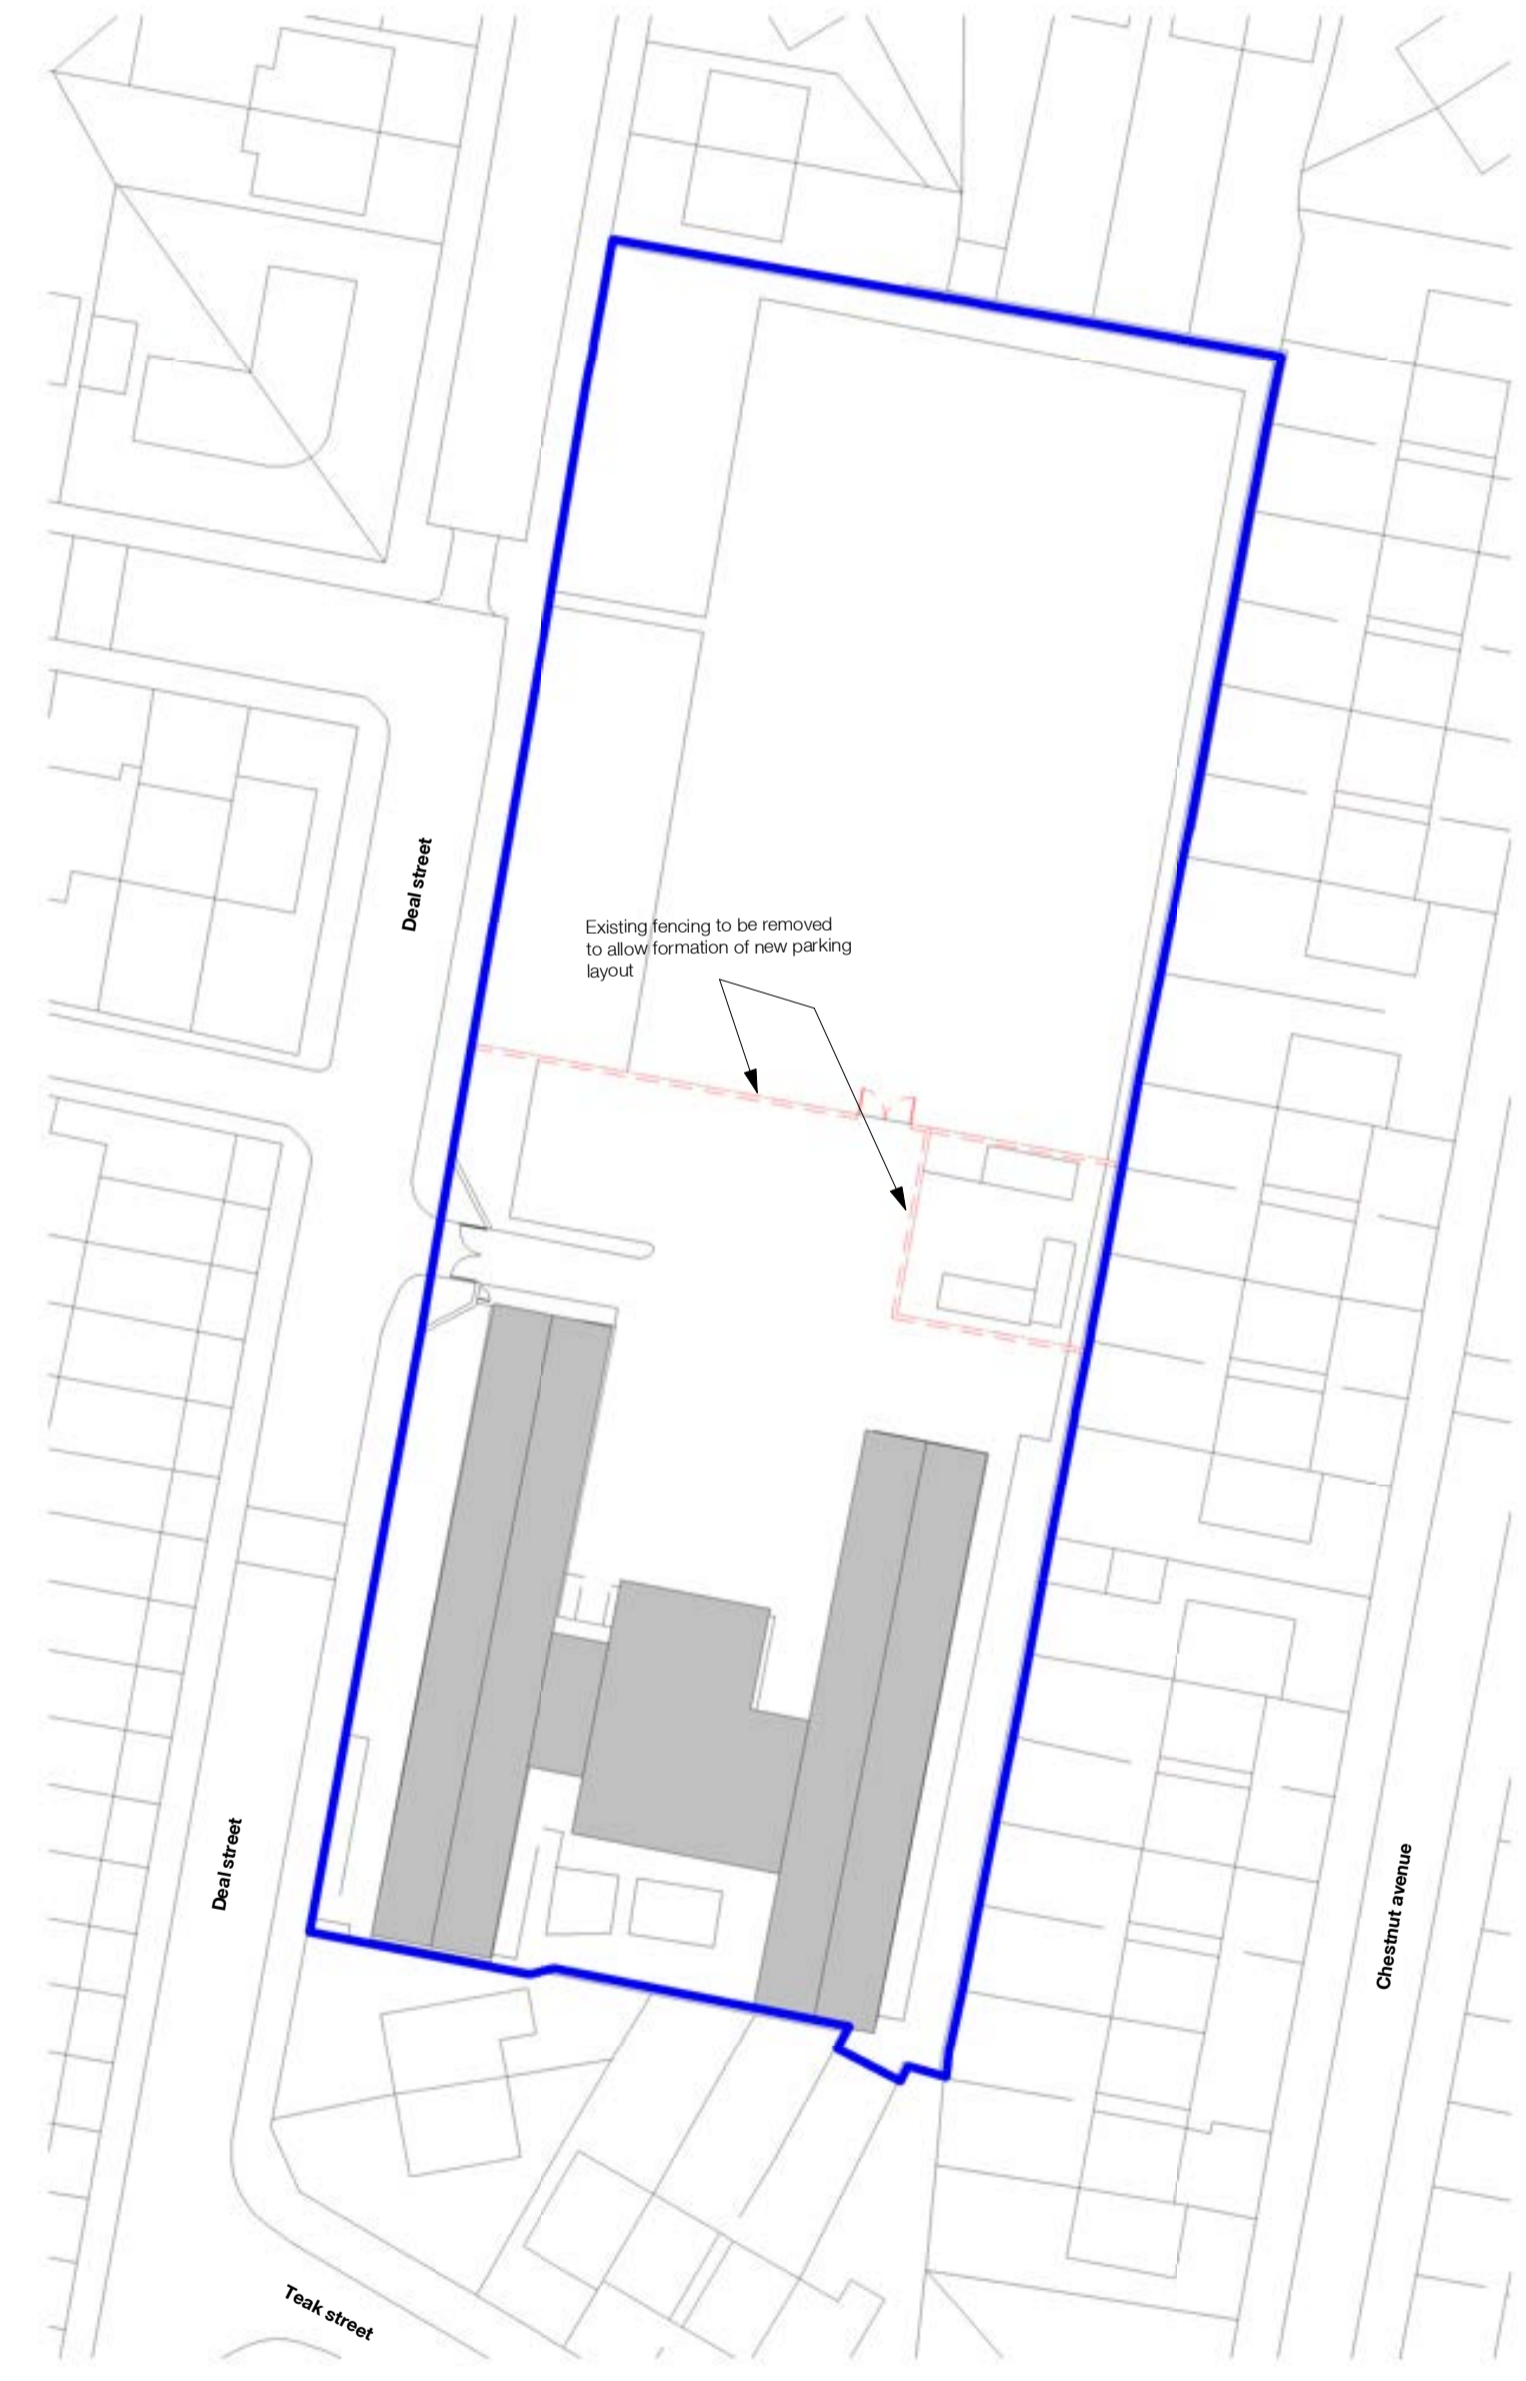 Deal street
Existing fencing to be removed
to allow formation of new parking
layout
Deal street
Chestnut avenue
Teak street